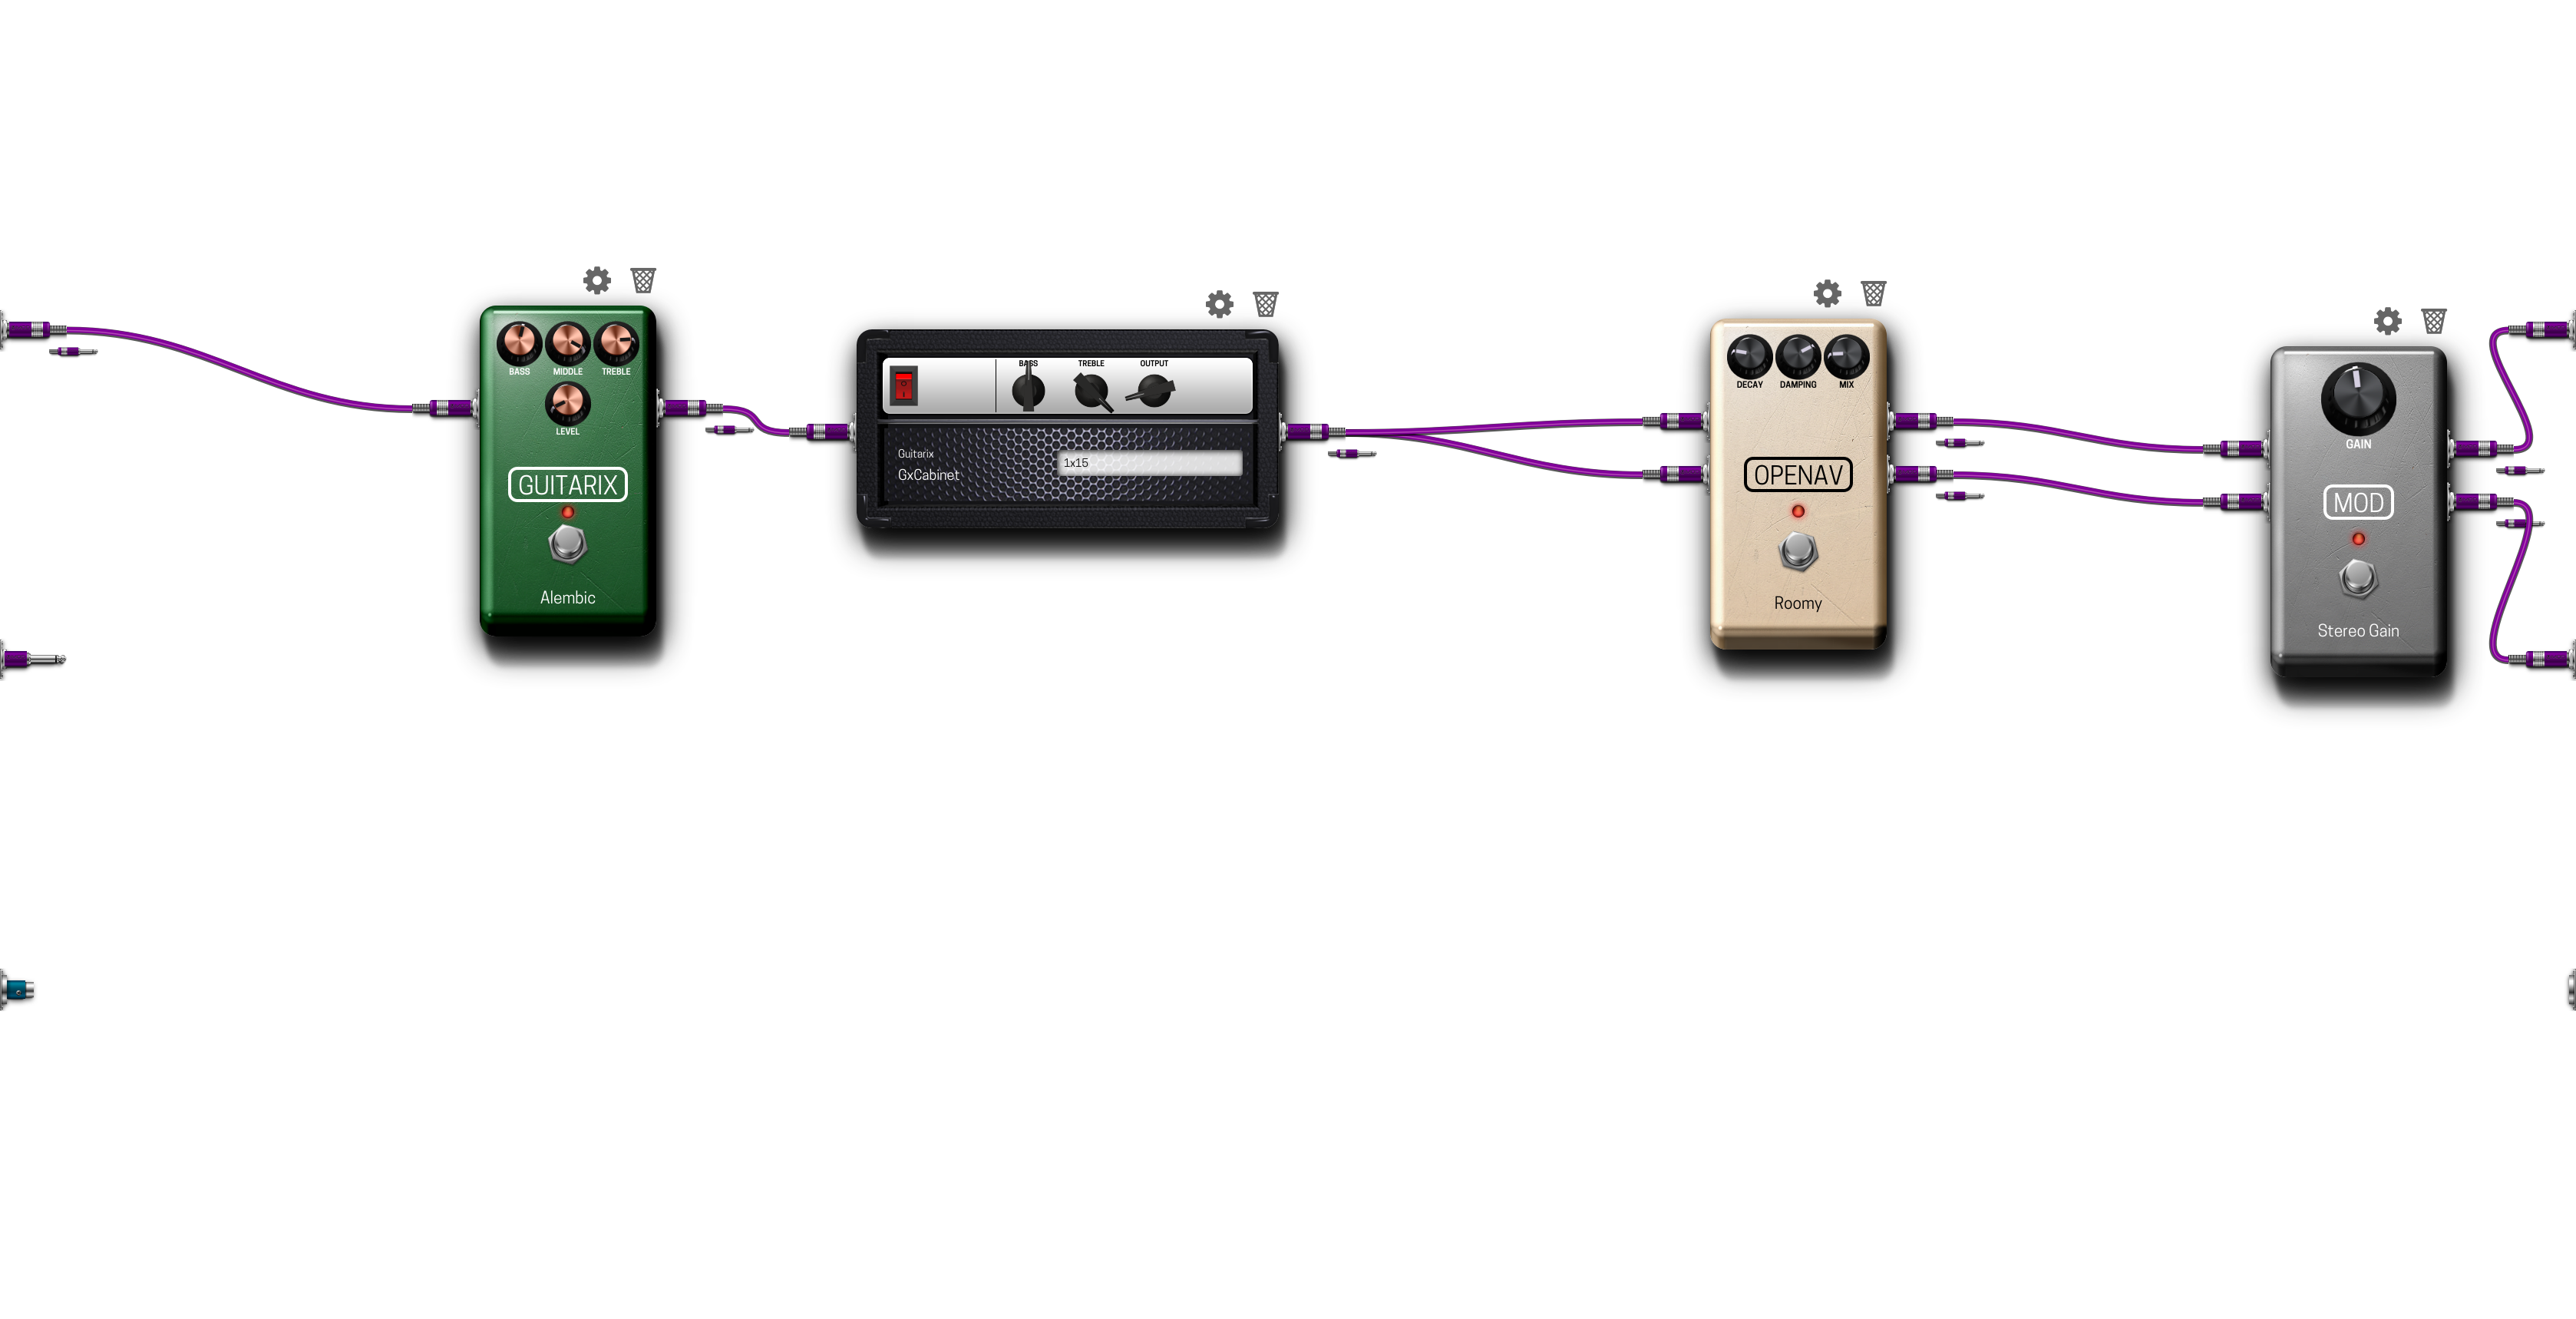 BASS MIDDLE TREBLE
LEVEL
GUITARIX
Alembic
BASS TREBLE OUTPUT
Guitarix
GxCabinet
1x15
DECAY DAMPING MIX
OPENAV
Roomy
GAIN
MOD
Stereo Gain